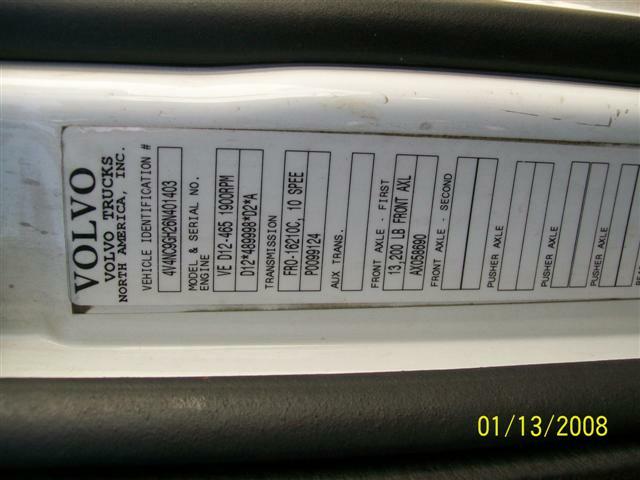 VOLVO
VOLVO TRUCKS
NORTH AMERICA, INC.
VEHICLE IDENTIFICATION #
4V4NC9GH26N401403
MODEL & SERIAL NO.
ENGINE
VE D12-465 1900RPM
D12*489998*D2*A
TRANSMISSION
FRO-16210C, 10 SPEE
P0099124
AUX TRANS.
FRONT AXLE - FIRST
13,200 LB FRONT AXL
AX058690
FRONT AXLE - SECOND
PUSHER AXLE
PUSHER AXLE
PUSHER AXLE
01/13/2008